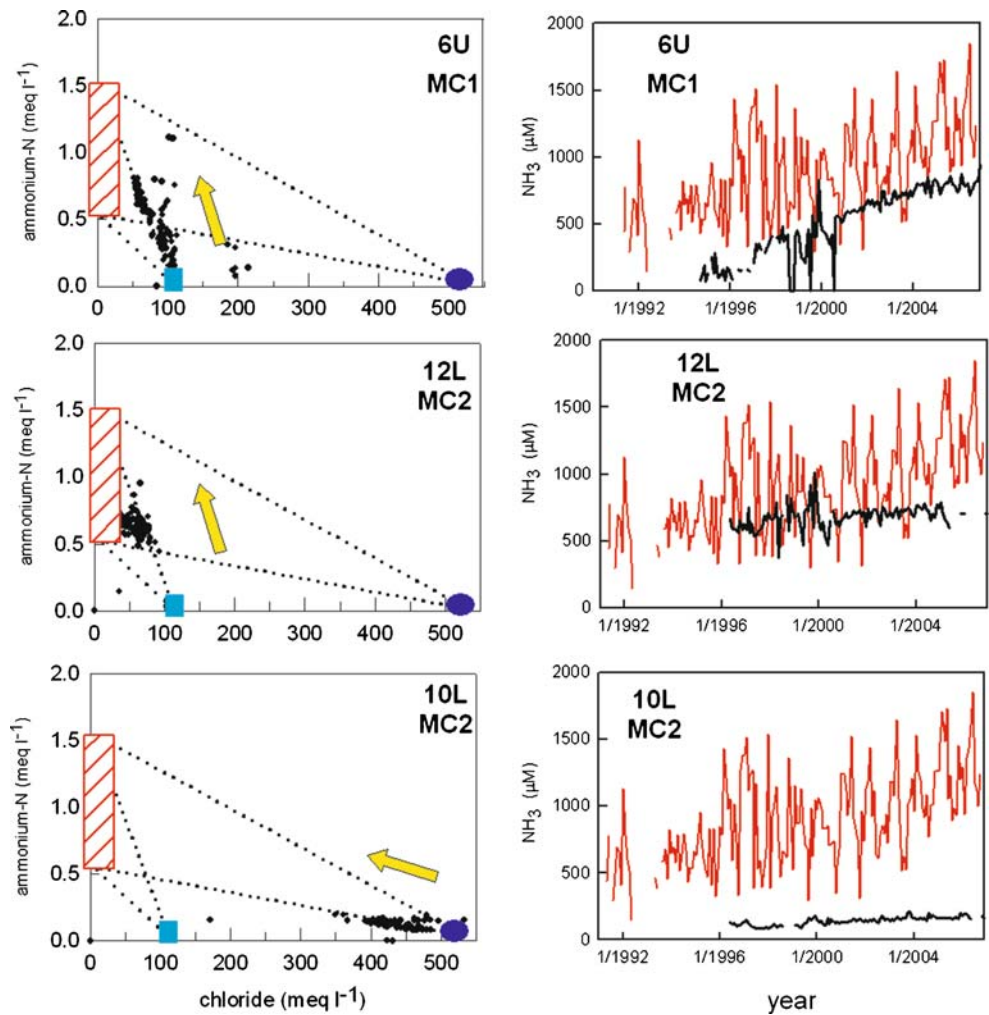 2.0
1.5
1.0
0.5
0.0
ammonium-N (meq l⁻¹)
0 100 200 300 400 500
6U
MC1
2000
1500
1000
500
0
NH₃ (µM)
1/1992 1/1996 1/2000 1/2004
6U
MC1
2.0
1.5
1.0
0.5
0.0
ammonium-N (meq l⁻¹)
0 100 200 300 400 500
12L
MC2
2000
1500
1000
500
0
NH₃ (µM)
1/1992 1/1996 1/2000 1/2004
12L
MC2
2.0
1.5
1.0
0.5
0.0
ammonium-N (meq l⁻¹)
0 100 200 300 400 500
chloride (meq l⁻¹)
10L
MC2
2000
1500
1000
500
0
NH₃ (µM)
1/1992 1/1996 1/2000 1/2004
year
10L
MC2